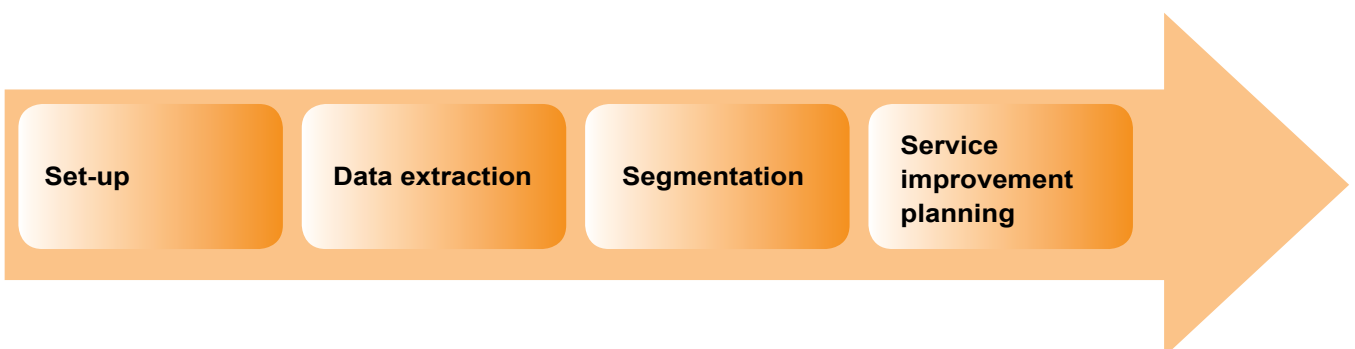 Set-up
Data extraction
Segmentation
Service
improvement
planning